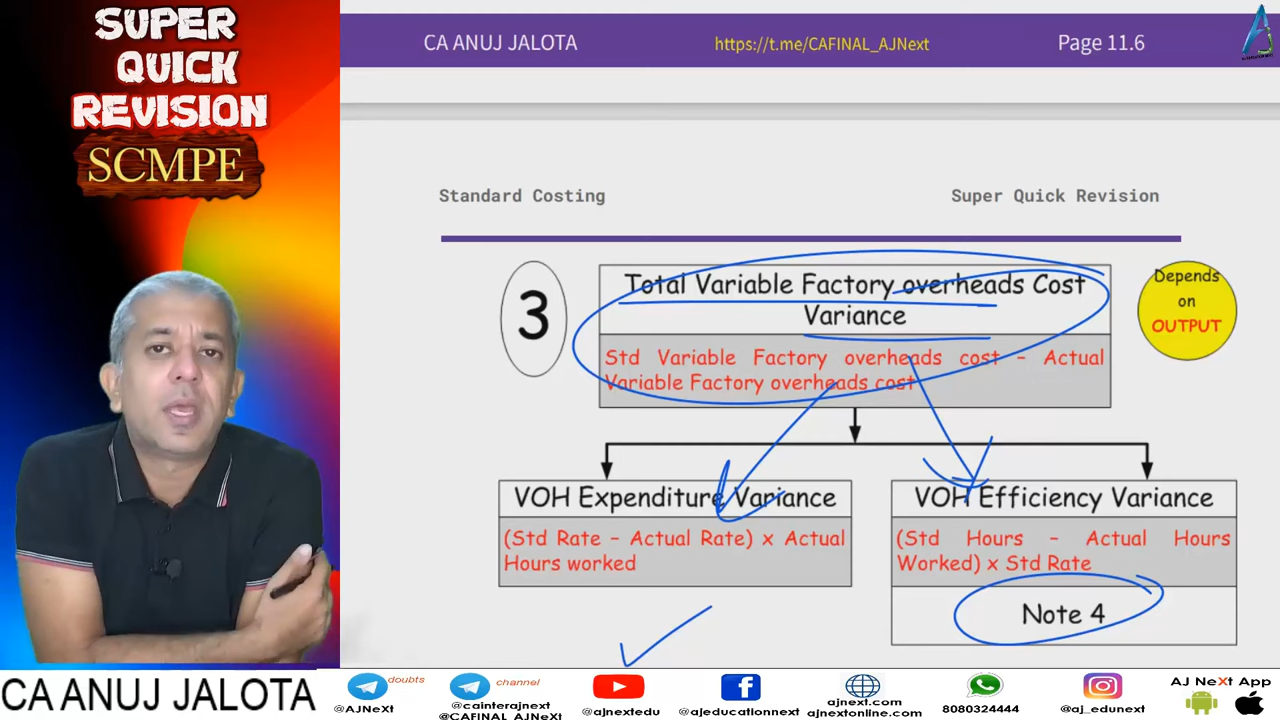 SUPER
QUICK
REVISION
SCMPE
CA ANUJ JALOTA
https://t.me/CAFINAL_AJNext
Page 11.6
Standard Costing
Super Quick Revision
3
Total Variable Factory overheads Cost
Variance
Std Variable Factory overheads cost – Actual
Variable Factory overheads cost
Depends
on
OUTPUT
VOH Expenditure Variance
(Std Rate – Actual Rate) x Actual
Hours worked
VOH Efficiency Variance
(Std Hours – Actual Hours
Worked) x Std Rate
Note 4
CA ANUJ JALOTA
doubts
@AJNeXt
channel
@cainterajnext
@CAFINAL_AJNeXt
@ajnextedu
@ajeducationnext
ajnext.com
ajnextonline.com
8080324444
@aj_edunext
AJ NeXt App